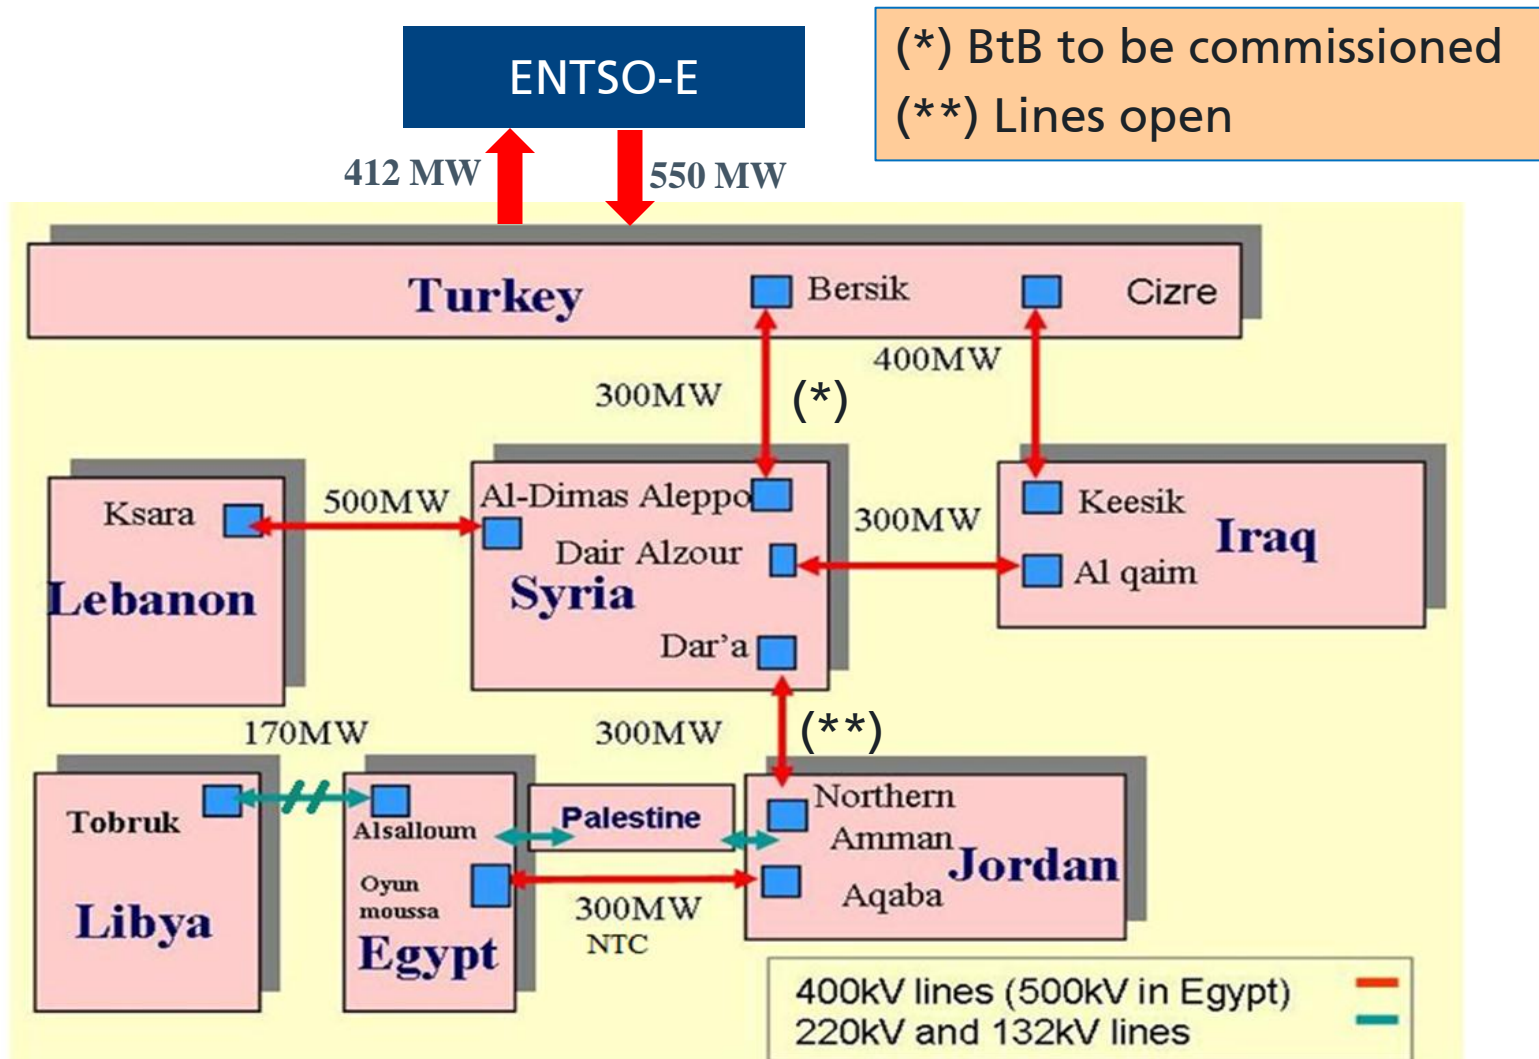 ENTSO-E
(*) BtB to be commissioned
(**) Lines open
412 MW
550 MW
Turkey
Bersik
Cizre
400MW
300MW
(*)
Ksara
Lebanon
500MW
Al-Dimas Aleppo
Dair Alzour
Syria
Dar'a
300MW
Keesik
Iraq
Al qaim
170MW
300MW
(**)
Tobruk
Libya
Alsalloum
Oyun
moussa
Egypt
Palestine
300MW
NTC
Northern
Amman
Jordan
Aqaba
400kV lines (500kV in Egypt)
220kV and 132kV lines